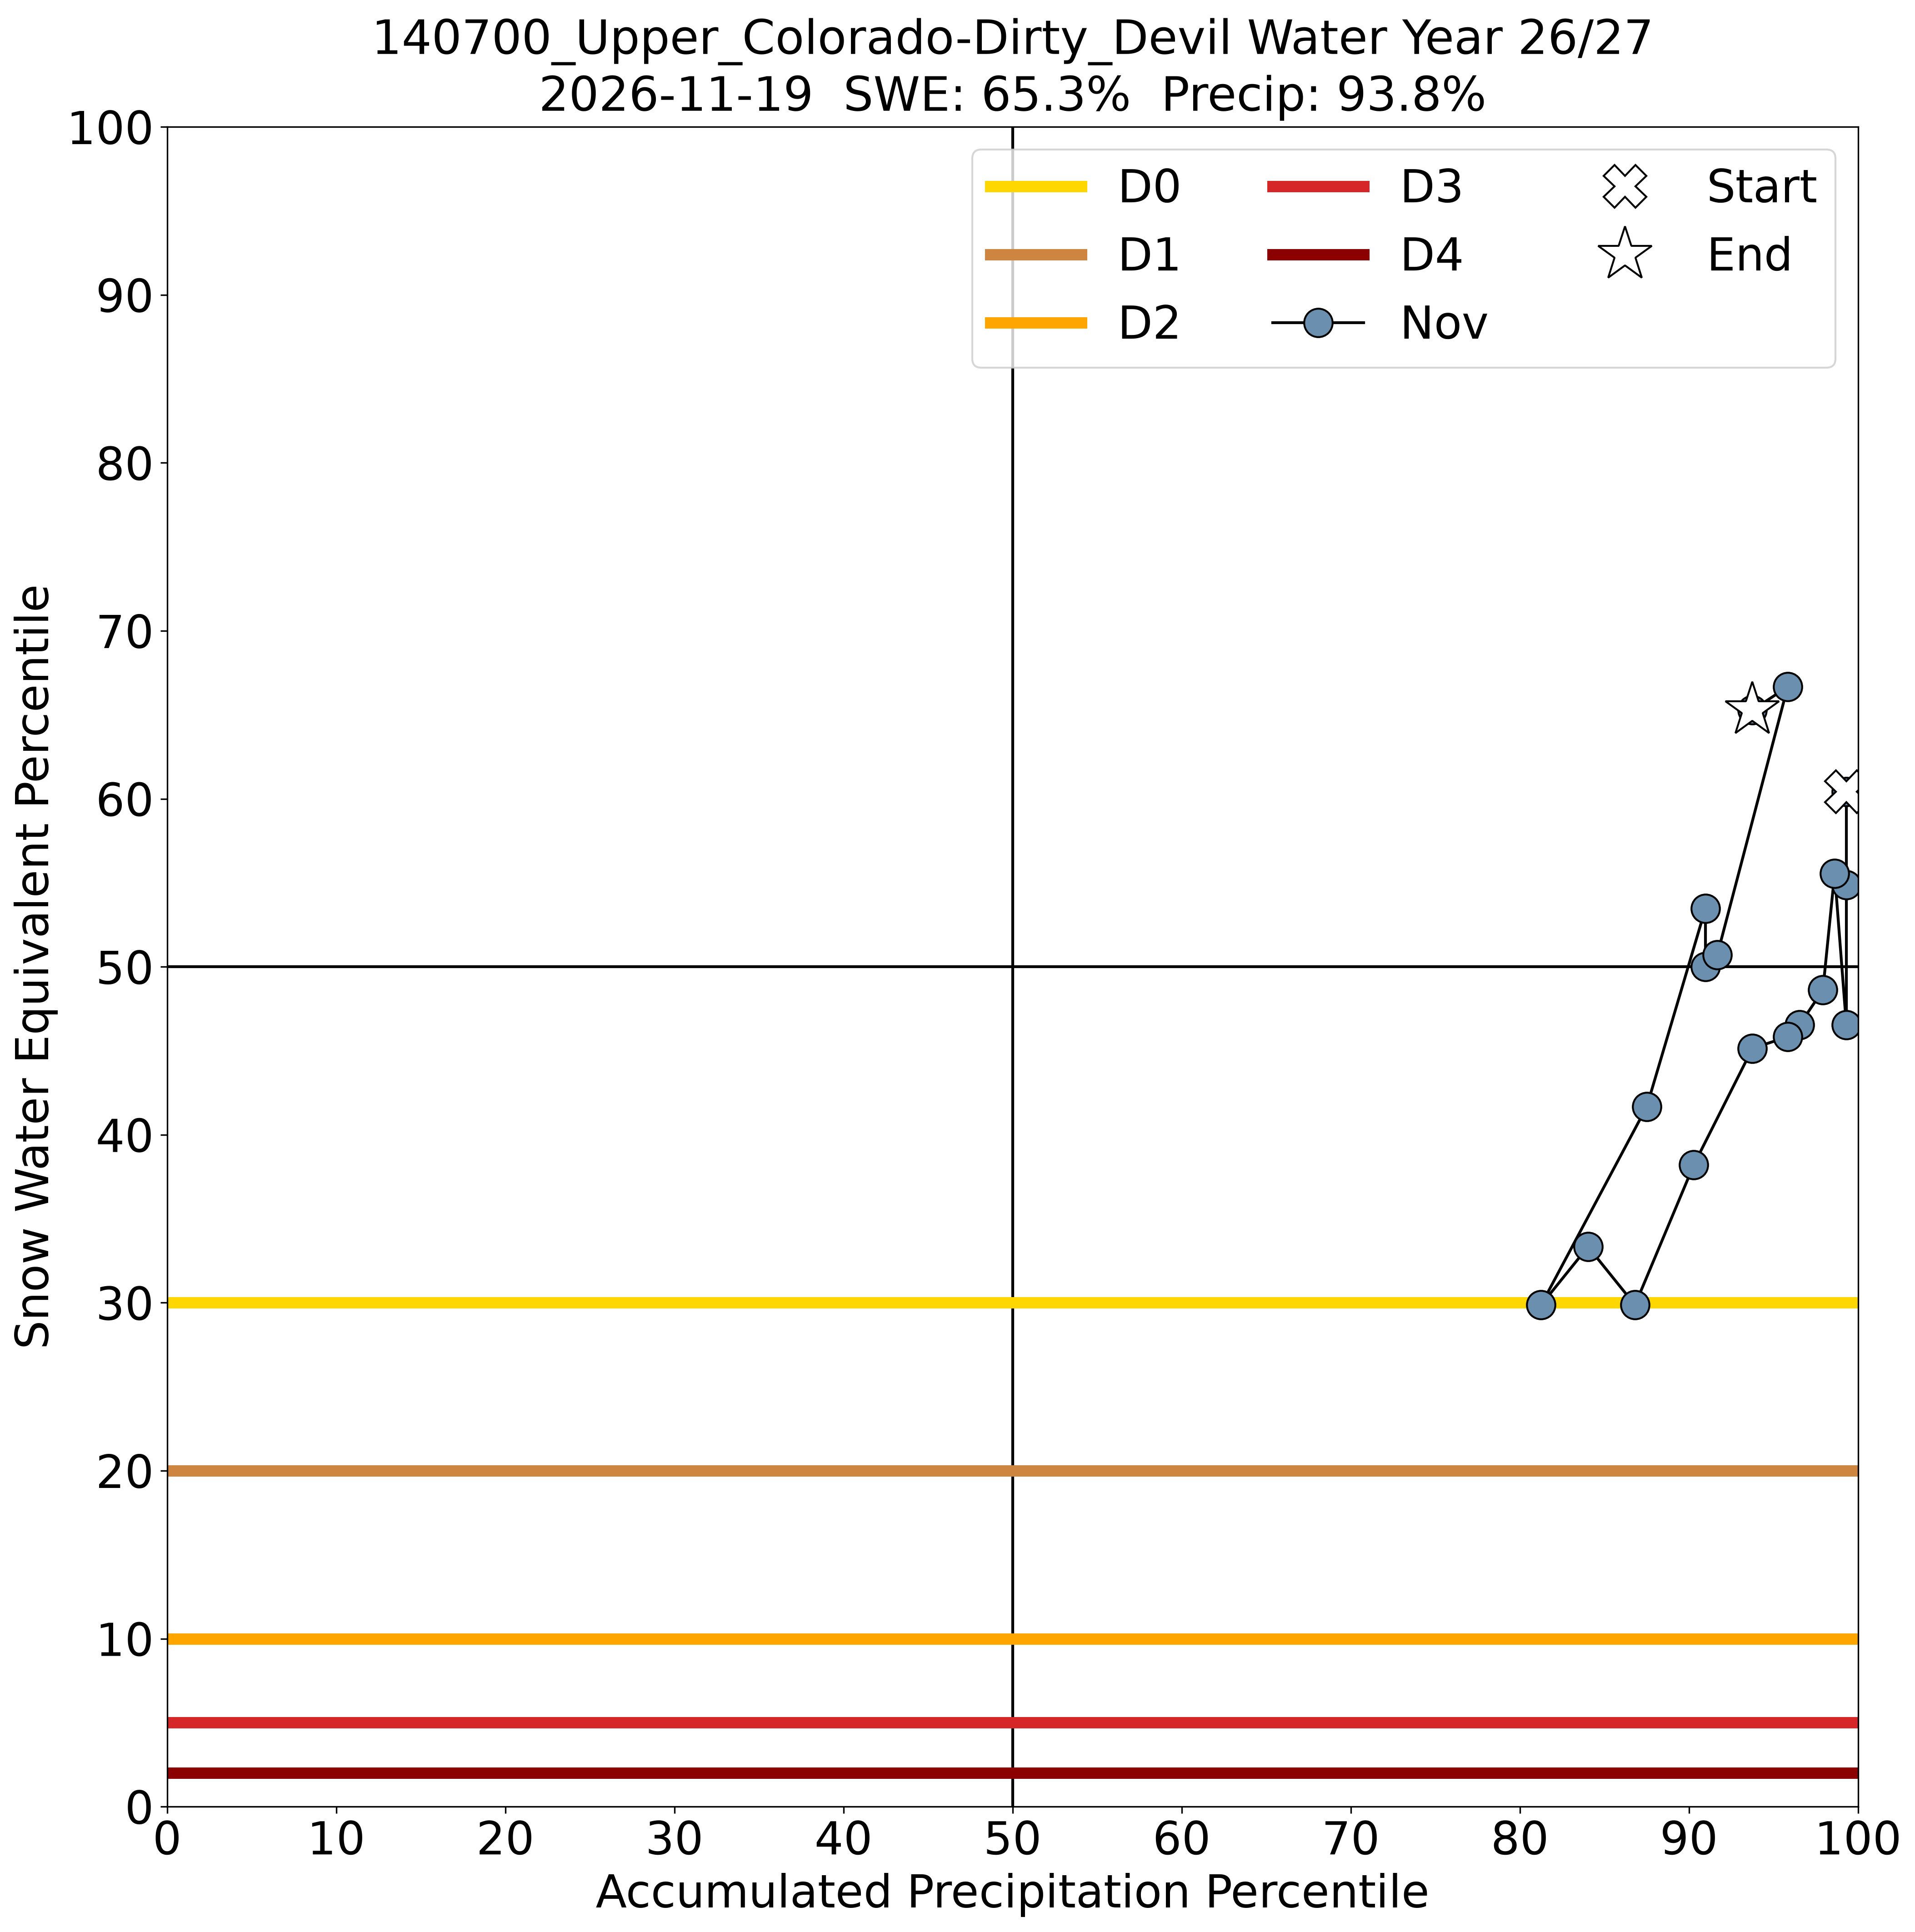 140700_Upper_Colorado-Dirty_Devil Water Year 26/27
2026-11-19  SWE: 65.3%  Precip: 93.8%
D0
D1
D2
D3
D4
Nov
Start
End
Snow Water Equivalent Percentile
100
90
80
70
60
50
40
30
20
10
0
0 10 20 30 40 50 60 70 80 90 100
Accumulated Precipitation Percentile